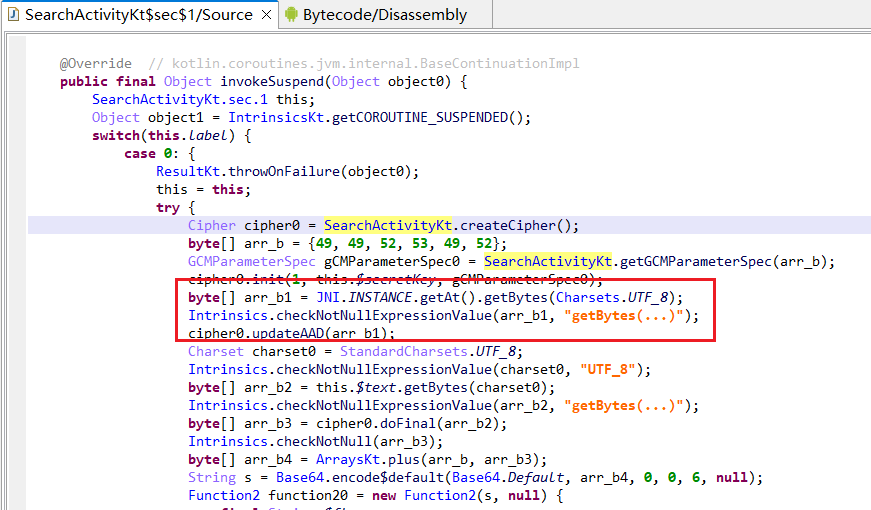 SearchActivityKt$sec$1/Source
Bytecode/Disassembly
@Override  // kotlin.coroutines.jvm.internal.BaseContinuationImpl
public final Object invokeSuspend(Object object0) {
    SearchActivityKt.sec.1 this;
    Object object1 = IntrinsicsKt.getCOROUTINE_SUSPENDED();
    switch(this.label) {
        case 0: {
            ResultKt.throwOnFailure(object0);
            this = this;
            try {
                Cipher cipher0 = SearchActivityKt.createCipher();
                byte[] arr_b = {49, 49, 52, 53, 49, 52};
                GCMParameterSpec gCMParameterSpec0 = SearchActivityKt.getGCMParameterSpec(arr_b);
                cipher0.init(1, this.$secretKey, gCMParameterSpec0);
                byte[] arr_b1 = JNI.INSTANCE.getAt().getBytes(Charsets.UTF_8);
                Intrinsics.checkNotNullExpressionValue(arr_b1, "getBytes(...)");
                cipher0.updateAAD(arr_b1);
                Charset charset0 = StandardCharsets.UTF_8;
                Intrinsics.checkNotNullExpressionValue(charset0, "UTF_8");
                byte[] arr_b2 = this.$text.getBytes(charset0);
                Intrinsics.checkNotNullExpressionValue(arr_b2, "getBytes(...)");
                byte[] arr_b3 = cipher0.doFinal(arr_b2);
                Intrinsics.checkNotNull(arr_b3);
                byte[] arr_b4 = ArraysKt.plus(arr_b, arr_b3);
                String s = Base64.encode$default(Base64.Default, arr_b4, 0, 0, 6, null);
                Function2 function20 = new Function2(s, null) {